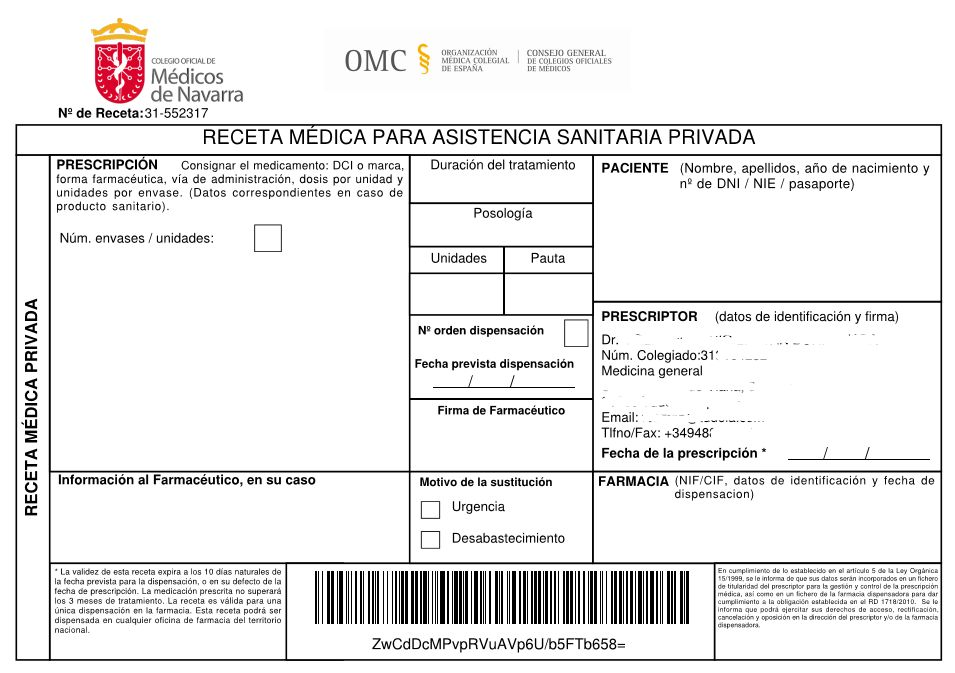 COLEGIO OFICIAL DE
Médicos
de Navarra
OMC
ORGANIZACIÓN
MÉDICA COLEGIAL
DE ESPAÑA
CONSEJO GENERAL
DE COLEGIOS OFICIALES
DE MÉDICOS
Nº de Receta:31-552317
RECETA MÉDICA PARA ASISTENCIA SANITARIA PRIVADA
RECETA MÉDICA PRIVADA
PRESCRIPCIÓN Consignar el medicamento: DCI o marca,
forma farmacéutica, vía de administración, dosis por unidad y
unidades por envase. (Datos correspondientes en caso de
producto sanitario).
Núm. envases / unidades:
Duración del tratamiento
Posología
Unidades Pauta
Nº orden dispensación
Fecha prevista dispensación
/ /
Firma de Farmacéutico
PACIENTE (Nombre, apellidos, año de nacimiento y
nº de DNI / NIE / pasaporte)
PRESCRIPTOR (datos de identificación y firma)
Dr.
Núm. Colegiado:31
Medicina general
Email:
Tlfno/Fax: +34948
Fecha de la prescripción * / /
Información al Farmacéutico, en su caso
Motivo de la sustitución
Urgencia
Desabastecimiento
FARMACIA (NIF/CIF, datos de identificación y fecha de
dispensacion)
* La validez de esta receta expira a los 10 días naturales de
la fecha prevista para la dispensación, o en su defecto de la
fecha de prescripción. La medicación prescrita no superará
los 3 meses de tratamiento. La receta es válida para una
única dispensación en la farmacia. Esta receta podrá ser
dispensada en cualquier oficina de farmacia del territorio
nacional.
ZwCdDcMPvpRVuAVp6U/b5FTb658=
En cumplimiento de lo establecido en el artículo 5 de la Ley Orgánica
15/1999, se le informa de que sus datos serán incorporados en un fichero
de titularidad del prescriptor para la gestión y control de la prescripción
médica, así como en un fichero de la farmacia dispensadora para dar
cumplimiento a la obligación establecida en el RD 1718/2010. Se le
informa que podrá ejercitar sus derechos de acceso, rectificación,
cancelación y oposición en la dirección del prescriptor y/o de la farmacia
dispensadora.